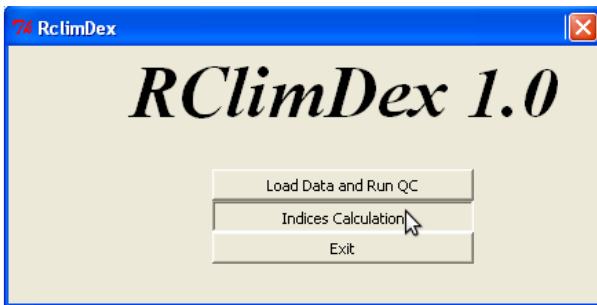 RclimDex
RClimDex 1.0
Load Data and Run QC
Indices Calculation
Exit